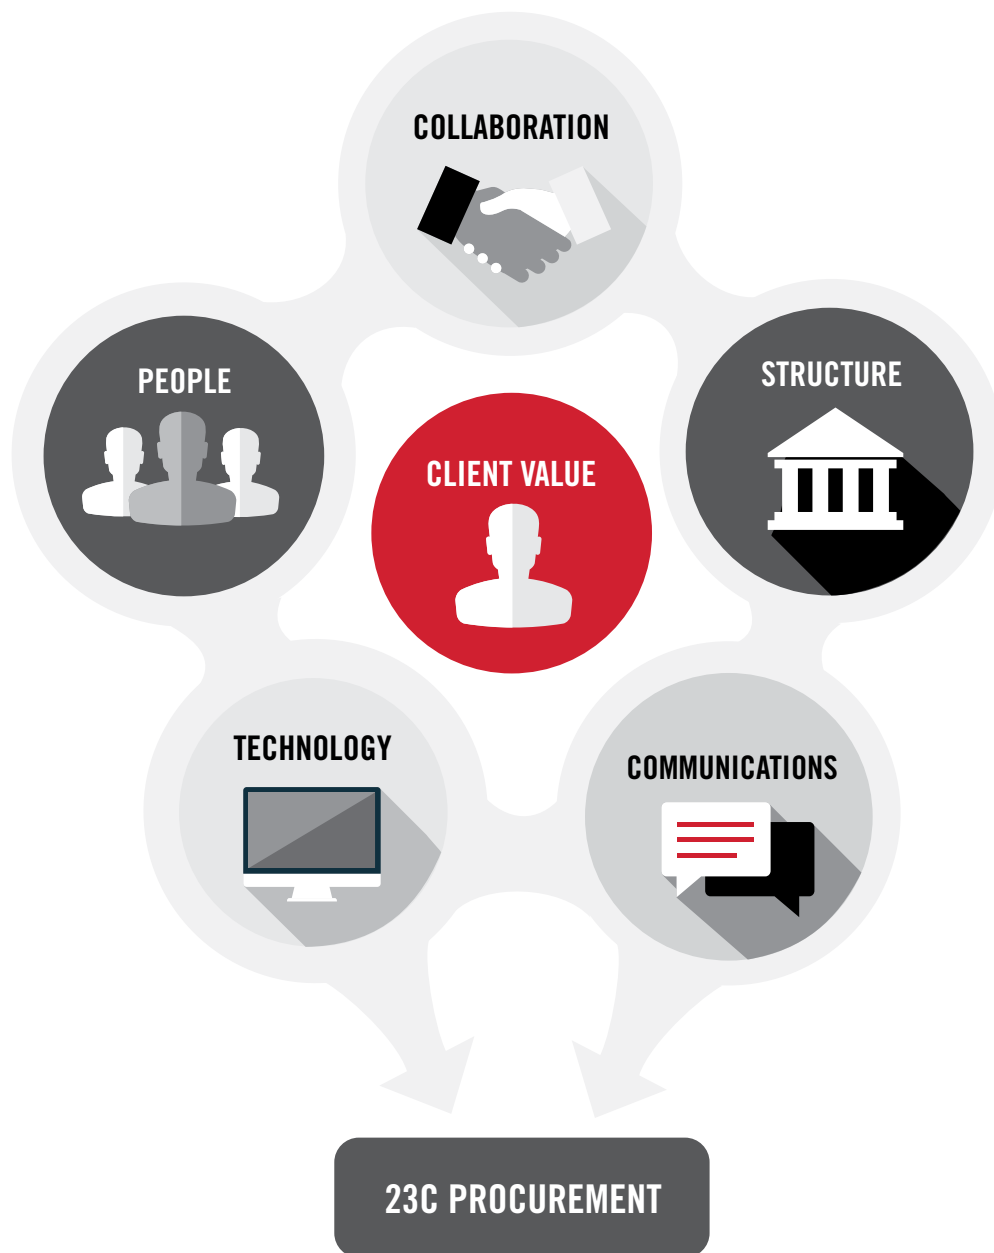 COLLABORATION
PEOPLE
STRUCTURE
CLIENT VALUE
TECHNOLOGY
COMMUNICATIONS
23C PROCUREMENT